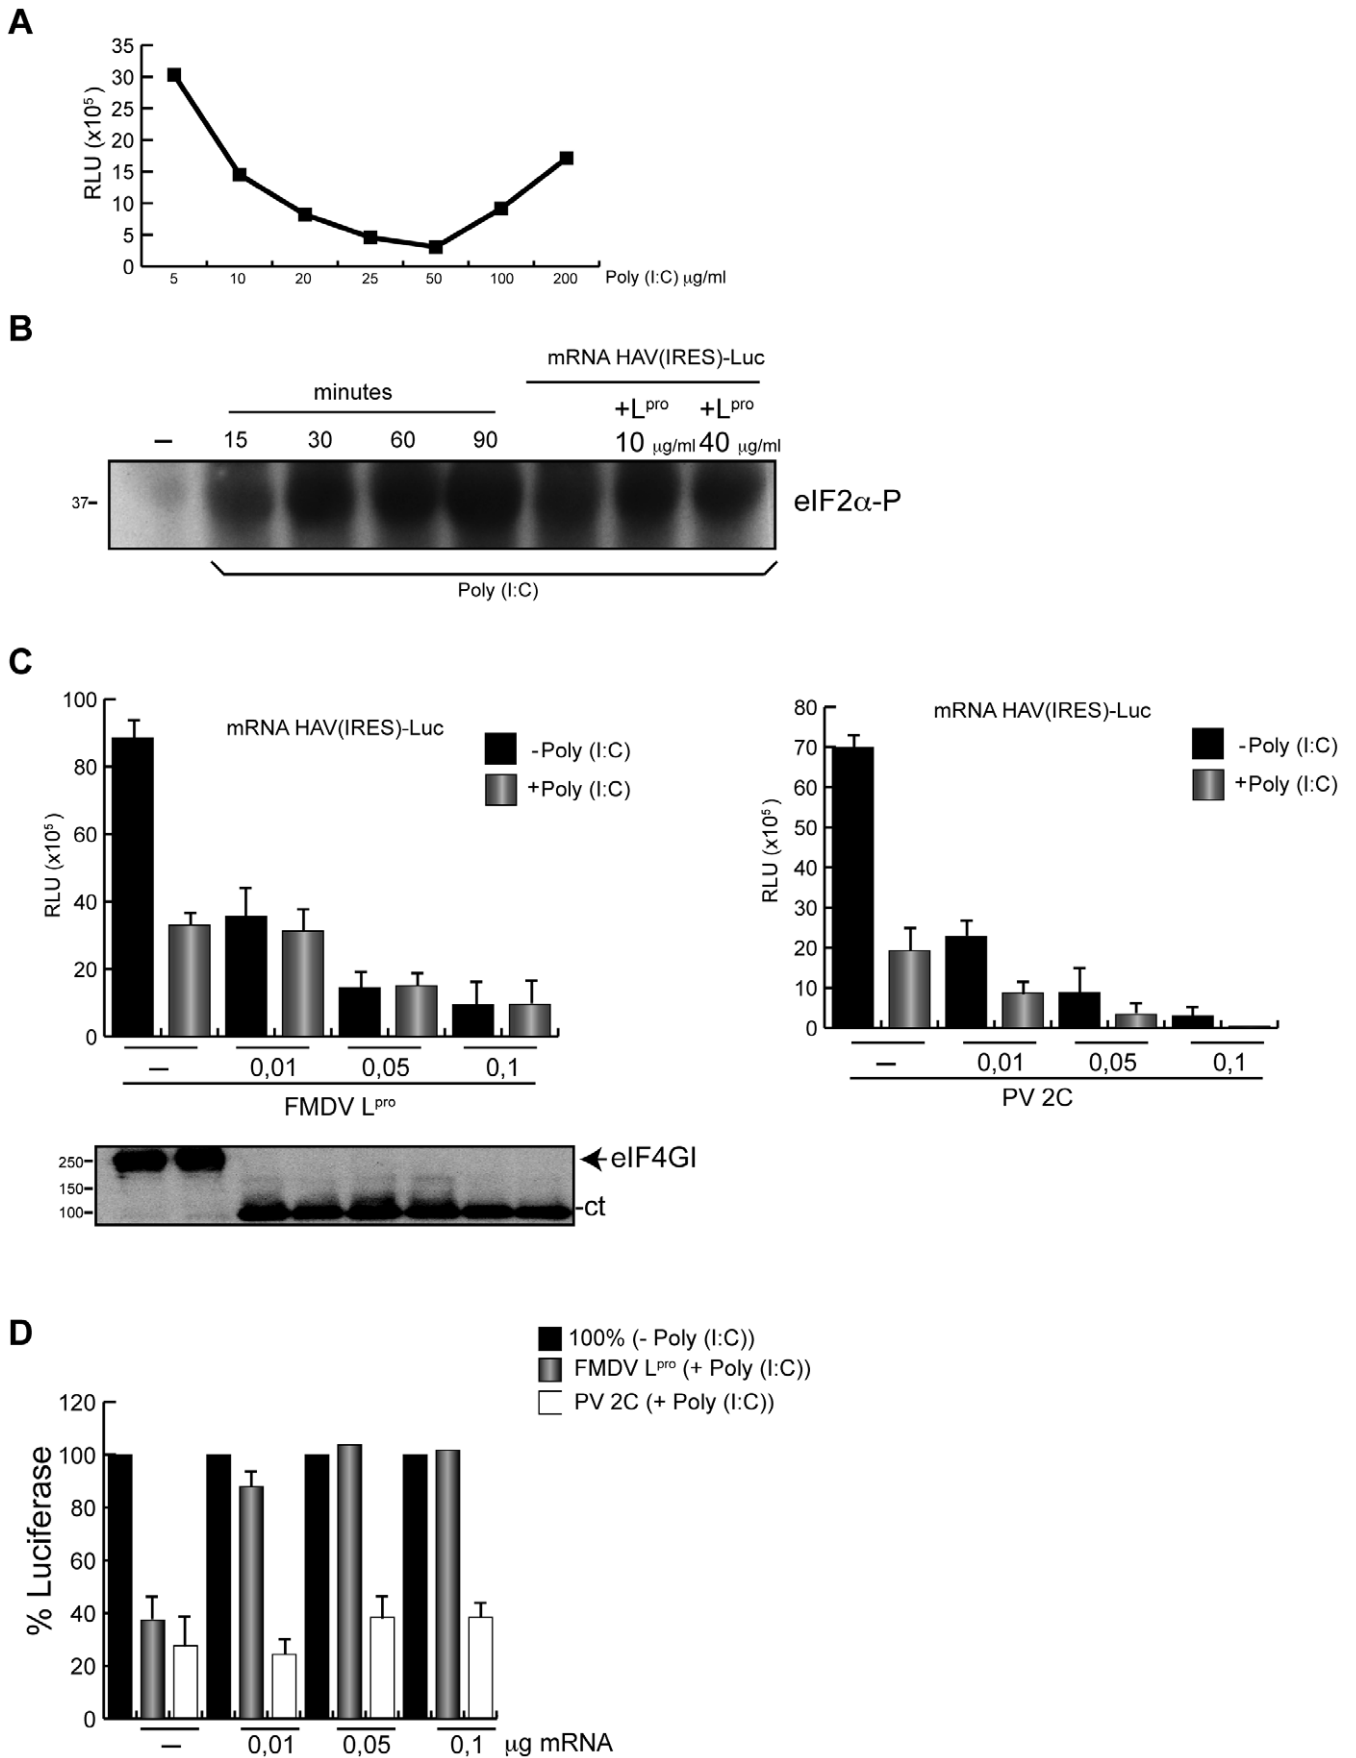 A
35
30
25
20
15
10
5
0
RLU (x10⁵)
5 10 20 25 50 100 200 Poly (I:C) µg/ml
B
mRNA HAV(IRES)-Luc
minutes
+Lᵖʳᵒ +Lᵖʳᵒ
– 15 30 60 90 10 µg/ml 40 µg/ml
37-
eIF2α-P
Poly (I:C)
C
100
80
60
40
20
0
RLU (x10⁵)
mRNA HAV(IRES)-Luc
-Poly (I:C)
+Poly (I:C)
– 0,01 0,05 0,1
FMDV Lᵖʳᵒ
80
70
60
50
40
30
20
10
0
RLU (x10⁵)
mRNA HAV(IRES)-Luc
-Poly (I:C)
+Poly (I:C)
– 0,01 0,05 0,1
PV 2C
250-
150-
100-
eIF4GI
-ct
D
100% (- Poly (I:C))
FMDV Lᵖʳᵒ (+ Poly (I:C))
PV 2C (+ Poly (I:C))
120
100
80
60
40
20
0
% Luciferase
– 0,01 0,05 0,1 µg mRNA